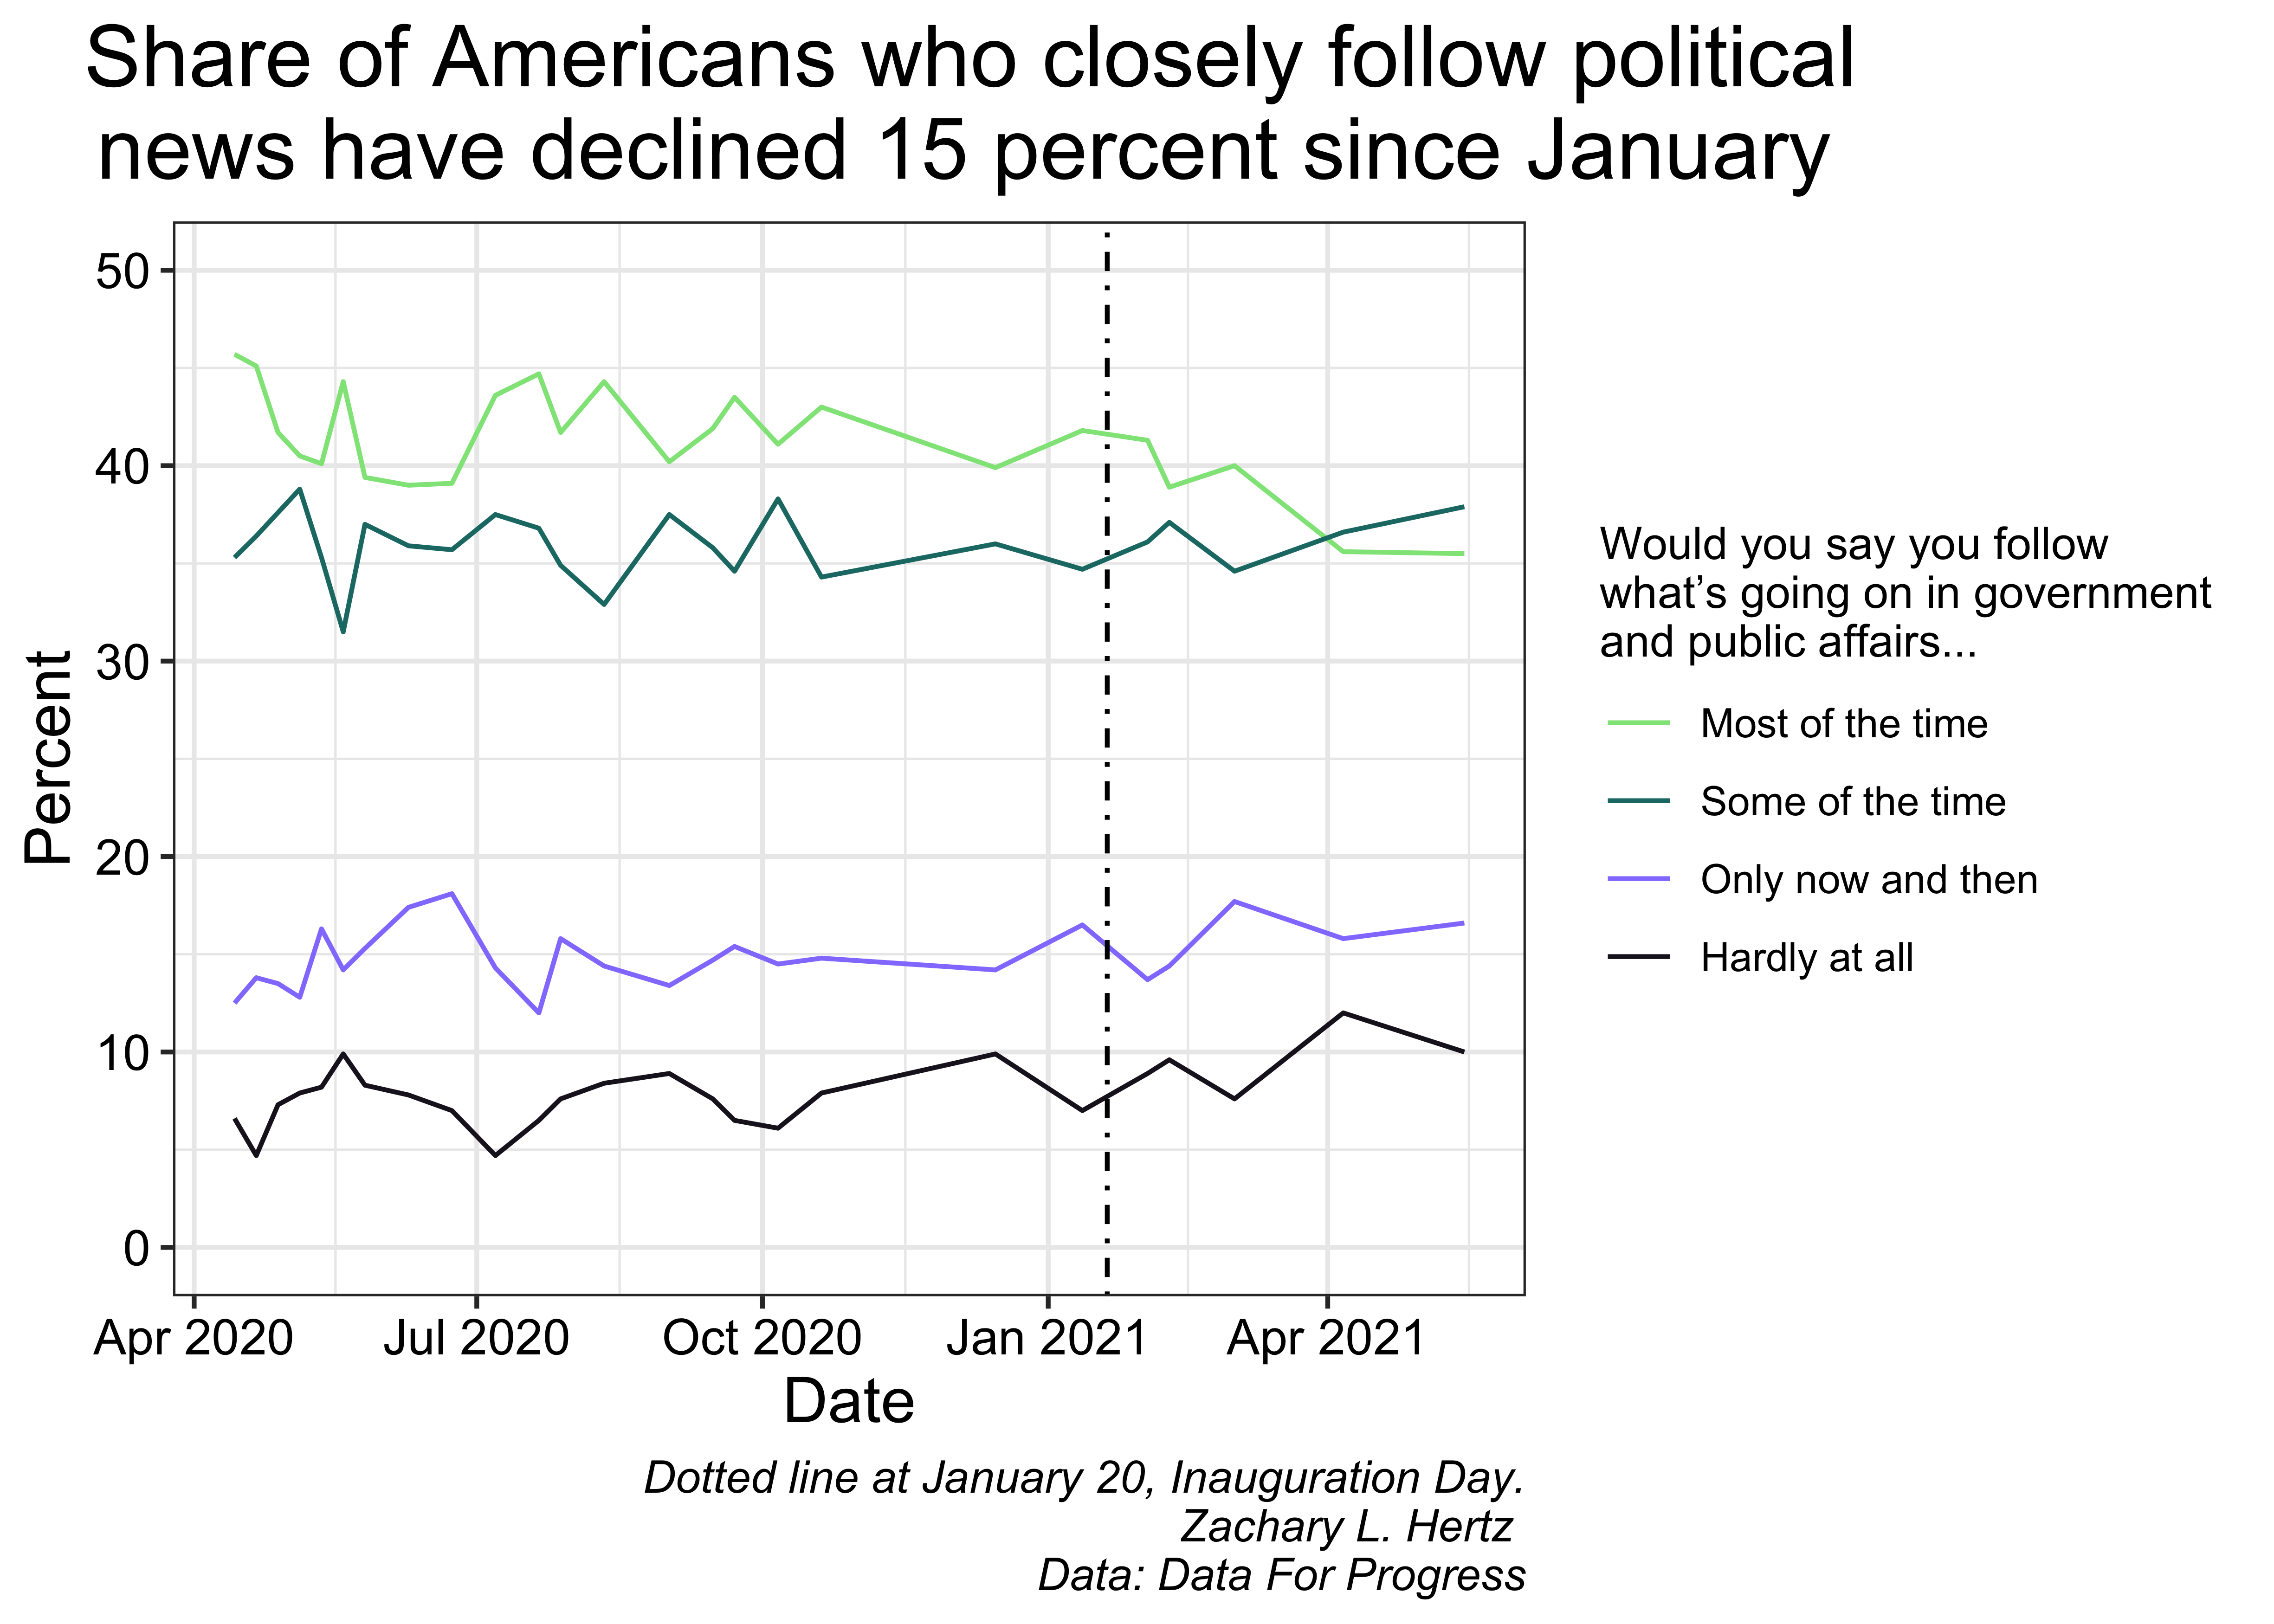 Share of Americans who closely follow political
news have declined 15 percent since January
50
40
30
20
10
0
Percent
Apr 2020
Jul 2020
Oct 2020
Jan 2021
Apr 2021
Date
Would you say you follow
what’s going on in government
and public affairs...
Most of the time
Some of the time
Only now and then
Hardly at all
Dotted line at January 20, Inauguration Day.
Zachary L. Hertz
Data: Data For Progress